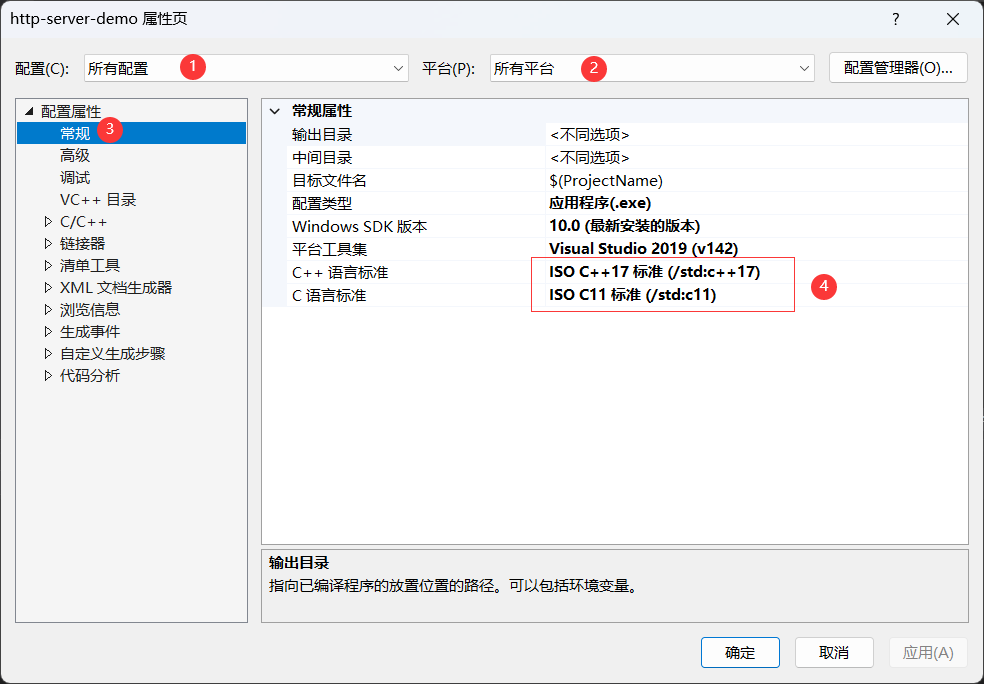 http-server-demo 属性页 ?
配置(C): 所有配置 1 平台(P): 所有平台 2 配置管理器(O)...
配置属性
常规 3
高级
调试
VC++ 目录
C/C++
链接器
清单工具
XML 文档生成器
浏览信息
生成事件
自定义生成步骤
代码分析
常规属性
输出目录 <不同选项>
中间目录 <不同选项>
目标文件名 $(ProjectName)
配置类型 应用程序(.exe)
Windows SDK 版本 10.0 (最新安装的版本)
平台工具集 Visual Studio 2019 (v142)
C++ 语言标准 ISO C++17 标准 (/std:c++17)
C 语言标准 ISO C11 标准 (/std:c11)
4
输出目录
指向已编译程序的放置位置的路径。可以包括环境变量。
确定 取消 应用(A)